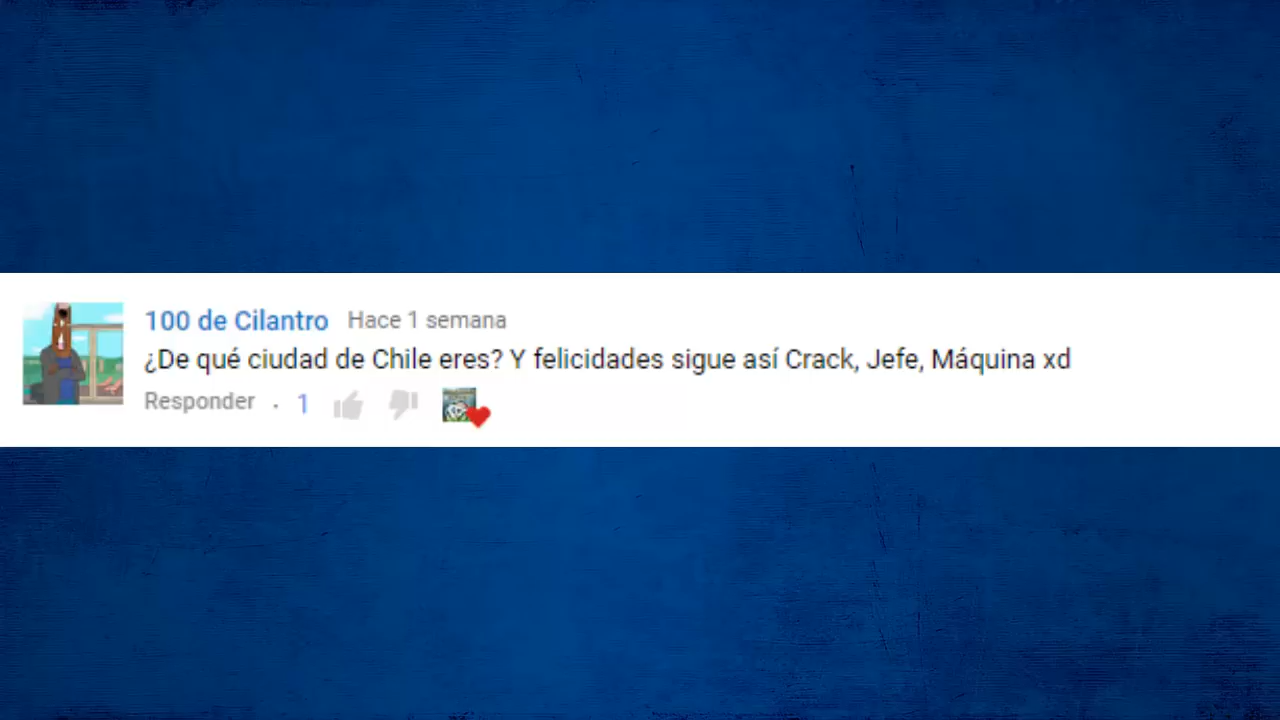 100 de Cilantro Hace 1 semana
¿De qué ciudad de Chile eres? Y felicidades sigue así Crack, Jefe, Máquina xd
Responder . 1